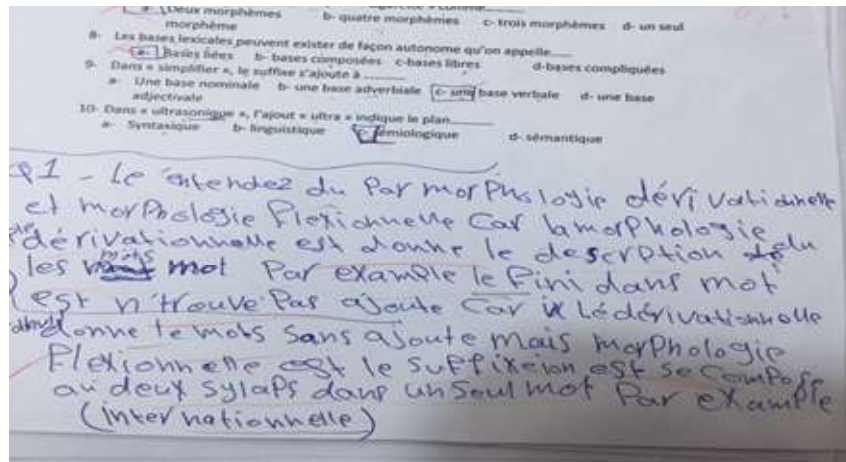 a- Deux morphèmes b- quatre morphèmes c- trois morphèmes d- un seul
morphème
8- Les bases lexicales peuvent exister de façon autonome qu'on appelle......
a- Bases liées b- bases composées c-bases libres d-bases compliquées
9- Dans « simplifier », le suffixe s'ajoute à ..........
a- Une base nominale b- une base adverbiale c- une base verbale d- une base
adjectivale
10- Dans « ultrasonique », l'ajout « ultra » indique le plan..........
a- Syntaxique b- linguistique c- sémiologique d- sémantique
1 - Le entendez du Par morphologie dérivationnelle
et morphologie Flexionnelle Car la morphologie
dérivationnelle est donne le descrption du
les mot Par example le Fini dans mot
est n'trouve Pas ajoute Car dérivationnelle
donne le mots sans ajoute mais morphologie
Flexionnelle est le suffixeion est se compose
au deux sylaps dans un seul mot Par example
(internationnelle)